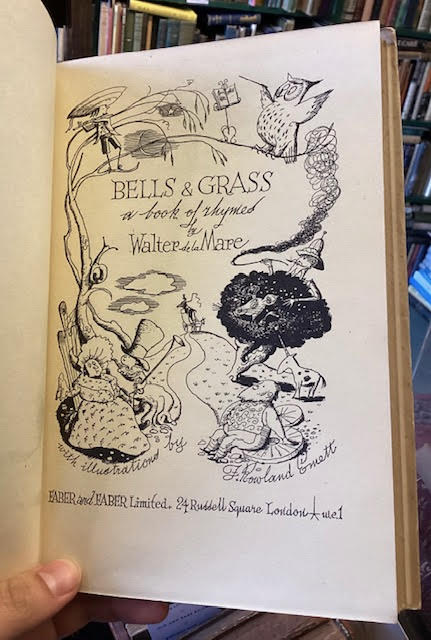 BELLS & GRASS
a book of rhymes
by
Walter de la Mare
with illustrations by
F. Rowland Emett
FABER and FABER Limited. 24 Russell Square London w.c.1